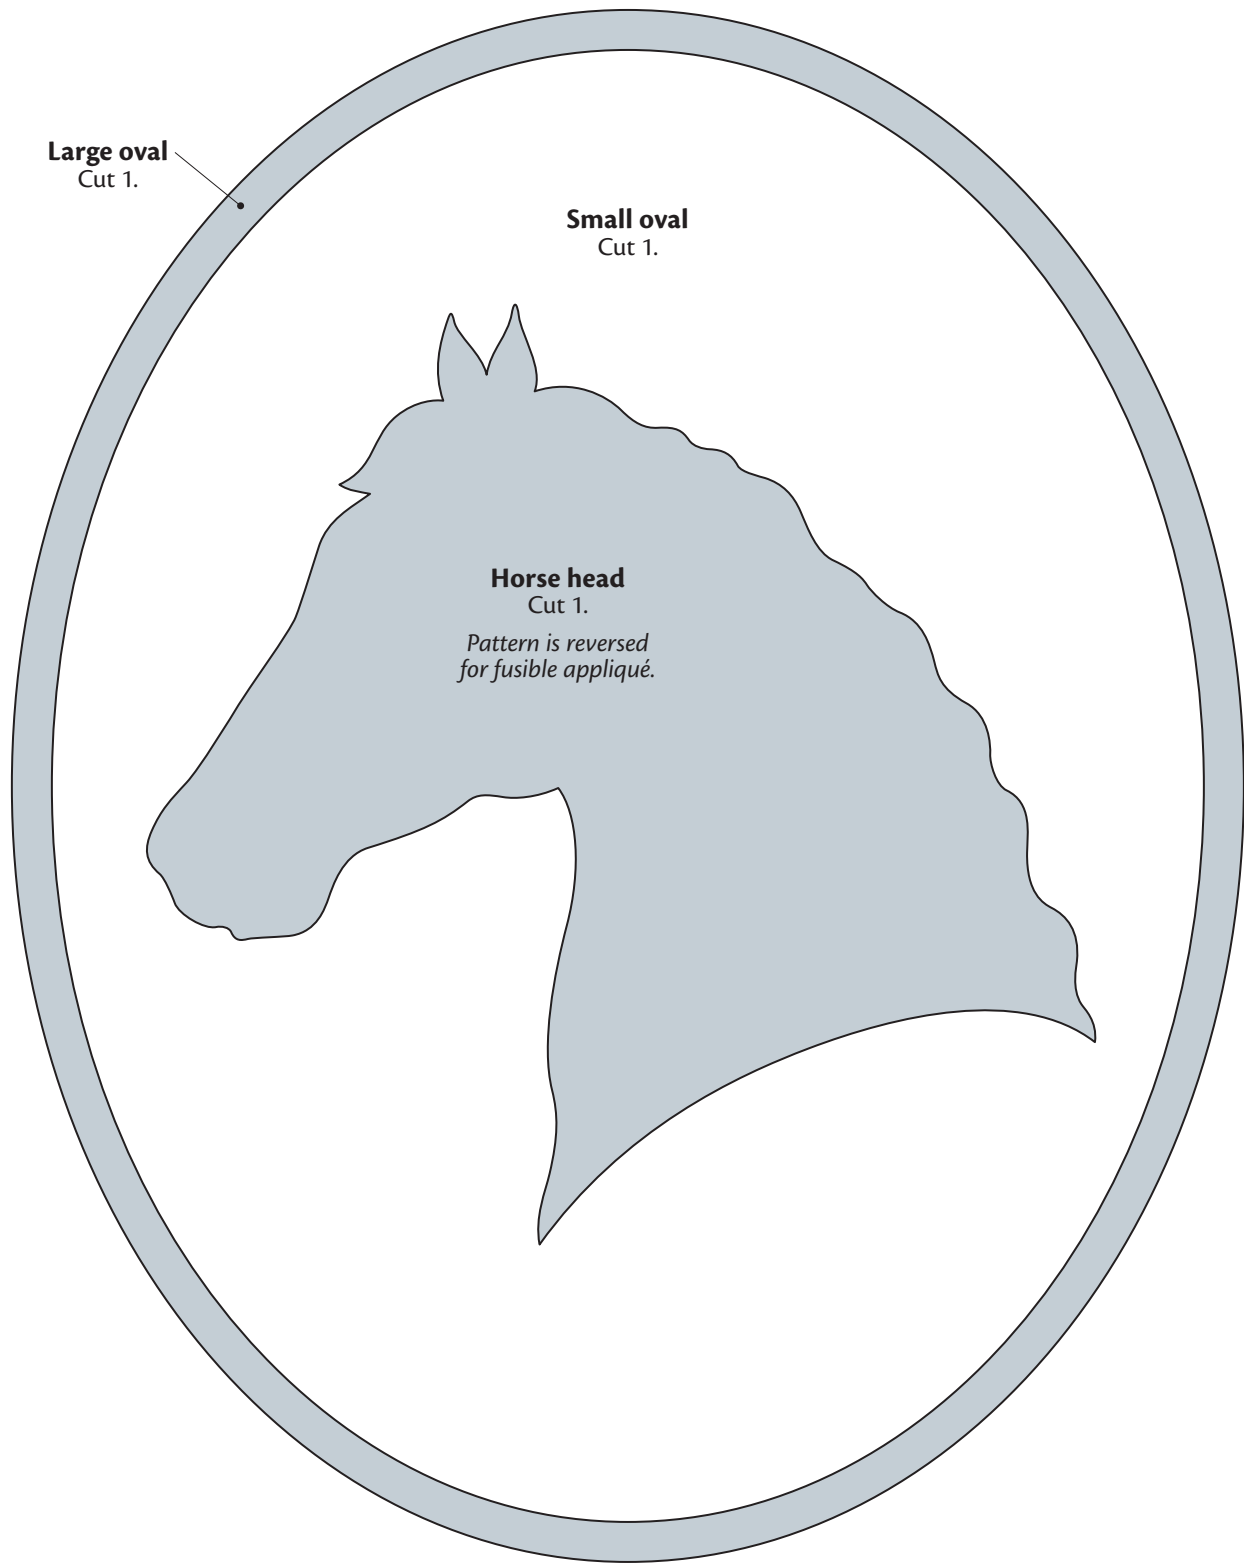 Large oval
Cut 1.
Small oval
Cut 1.
Horse head
Cut 1.
Pattern is reversed
for fusible appliqué.